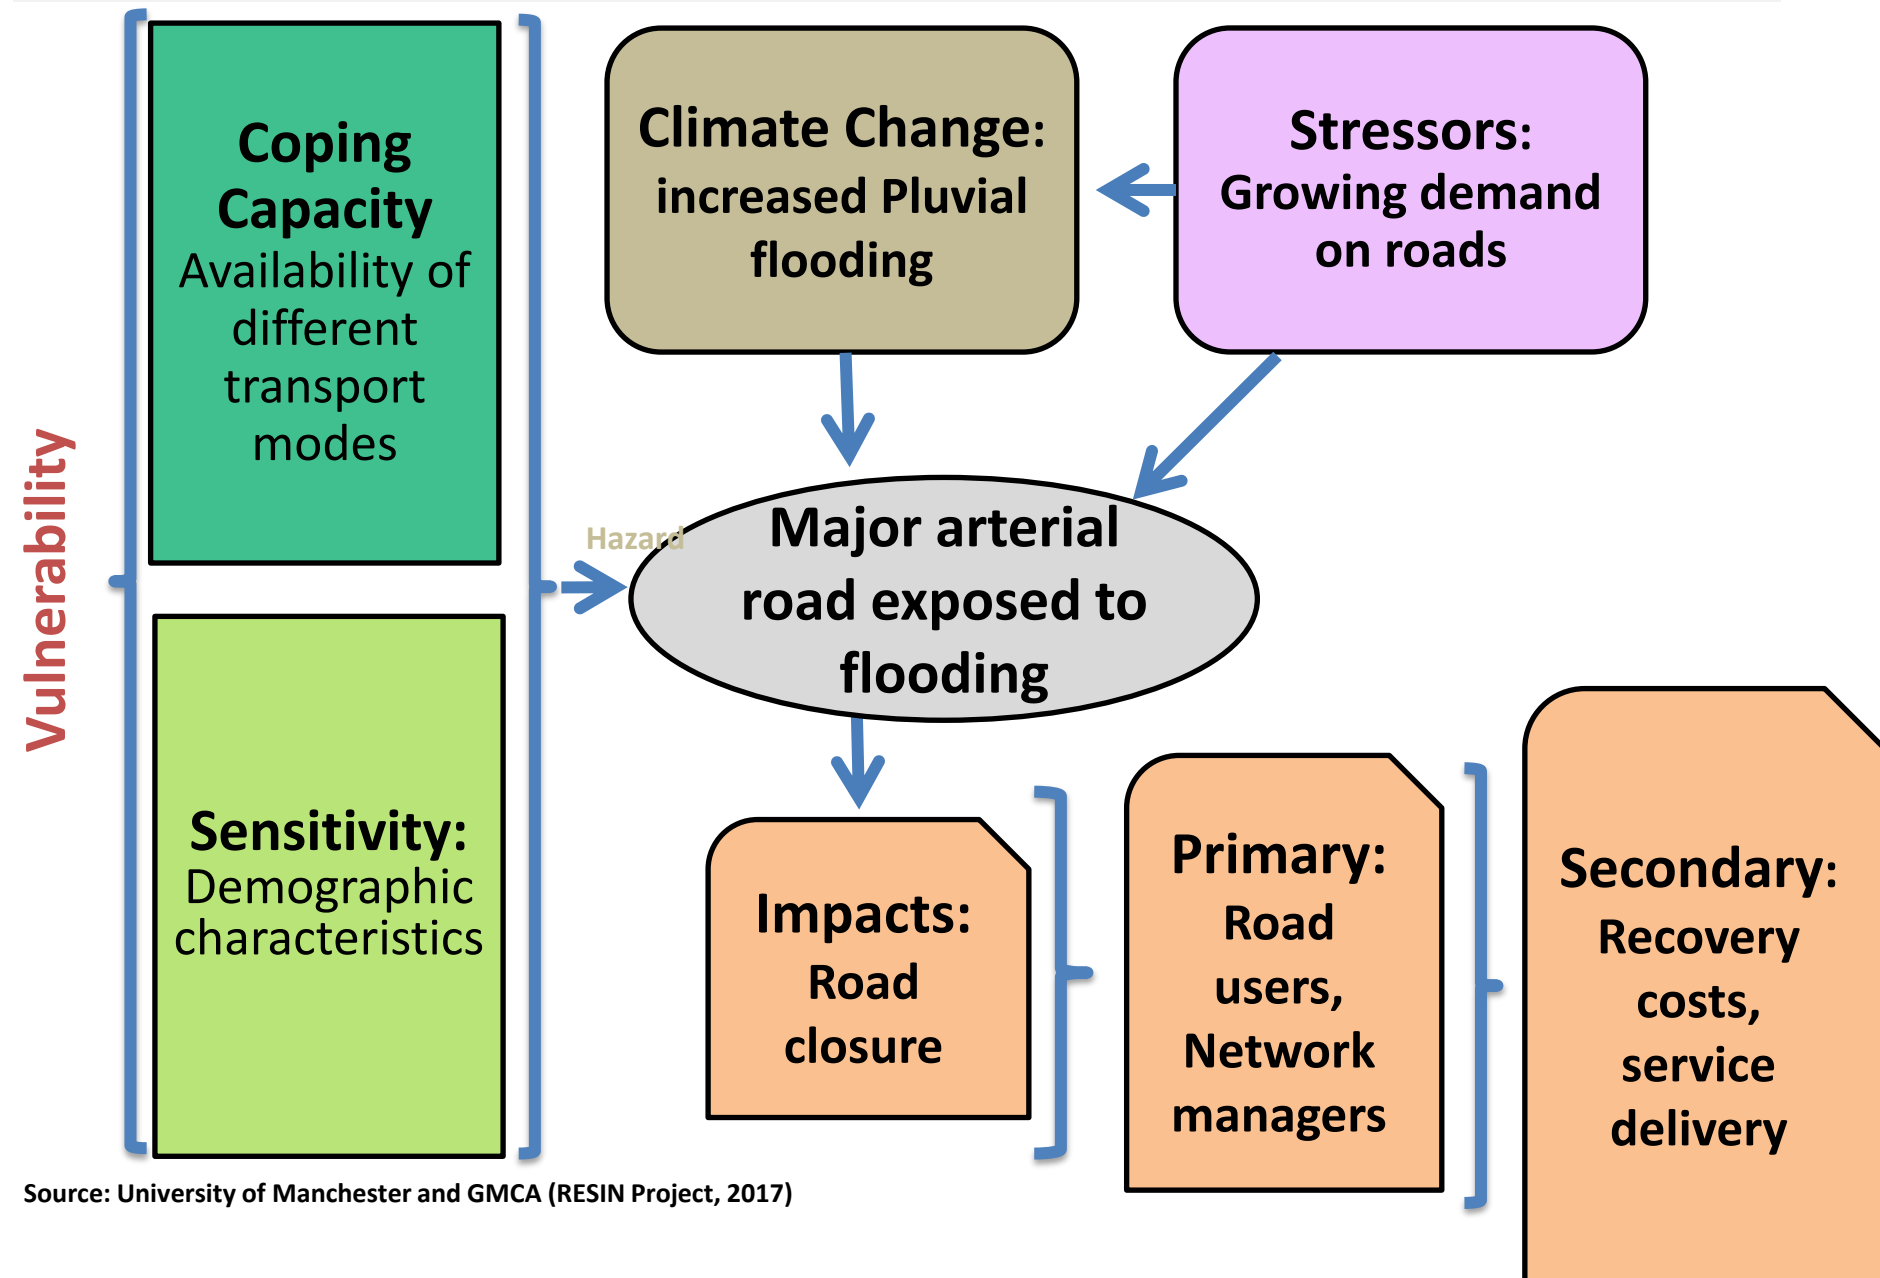 Vulnerability
Coping
Capacity
Availability of
different
transport
modes
Sensitivity:
Demographic
characteristics
Climate Change:
increased Pluvial
flooding
Stressors:
Growing demand
on roads
Hazard
Major arterial
road exposed to
flooding
Impacts:
Road
closure
Primary:
Road
users,
Network
managers
Secondary:
Recovery
costs,
service
delivery
Source: University of Manchester and GMCA (RESIN Project, 2017)